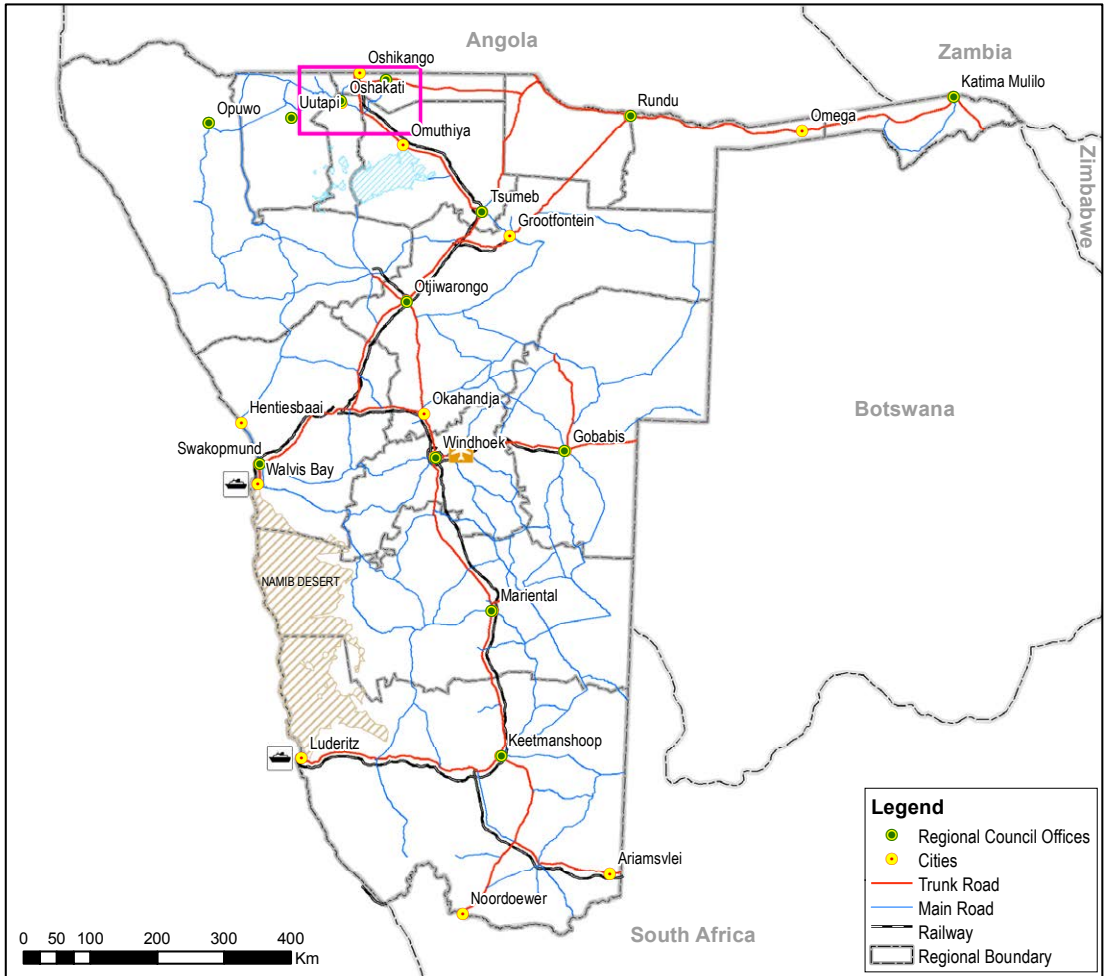 Angola
Zambia
Oshikango
Katima Mulilo
Oshakati
Uutapi
Opuwo
Rundu
Omega
Omuthiya
Zimbabwe
Tsumeb
Grootfontein
Otjiwarongo
Okahandja
Hentiesbaai
Botswana
Windhoek
Gobabis
Swakopmund
Walvis Bay
NAMIB DESERT
Mariental
Luderitz
Keetmanshoop
Ariamsvlei
Noordoewer
South Africa
Legend
Regional Council Offices
Cities
Trunk Road
Main Road
Railway
Regional Boundary
0 50 100 200 300 400
Km